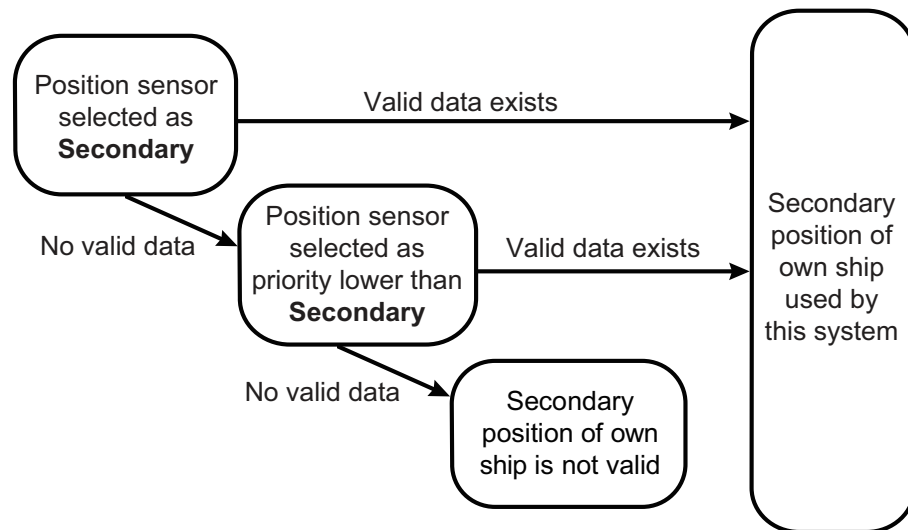 Position sensor
selected as
Secondary
Valid data exists
No valid data
Position sensor
selected as
priority lower than
Secondary
Valid data exists
No valid data
Secondary
position of own
ship is not valid
Secondary
position of
own ship
used by
this system